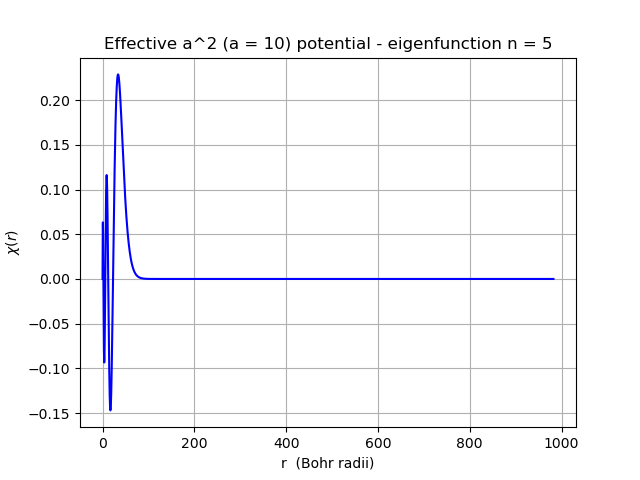 Effective a^2 (a = 10) potential - eigenfunction n = 5
0.20
0.15
0.10
0.05
0.00
−0.05
−0.10
−0.15
χ(r)
0 200 400 600 800 1000
r (Bohr radii)